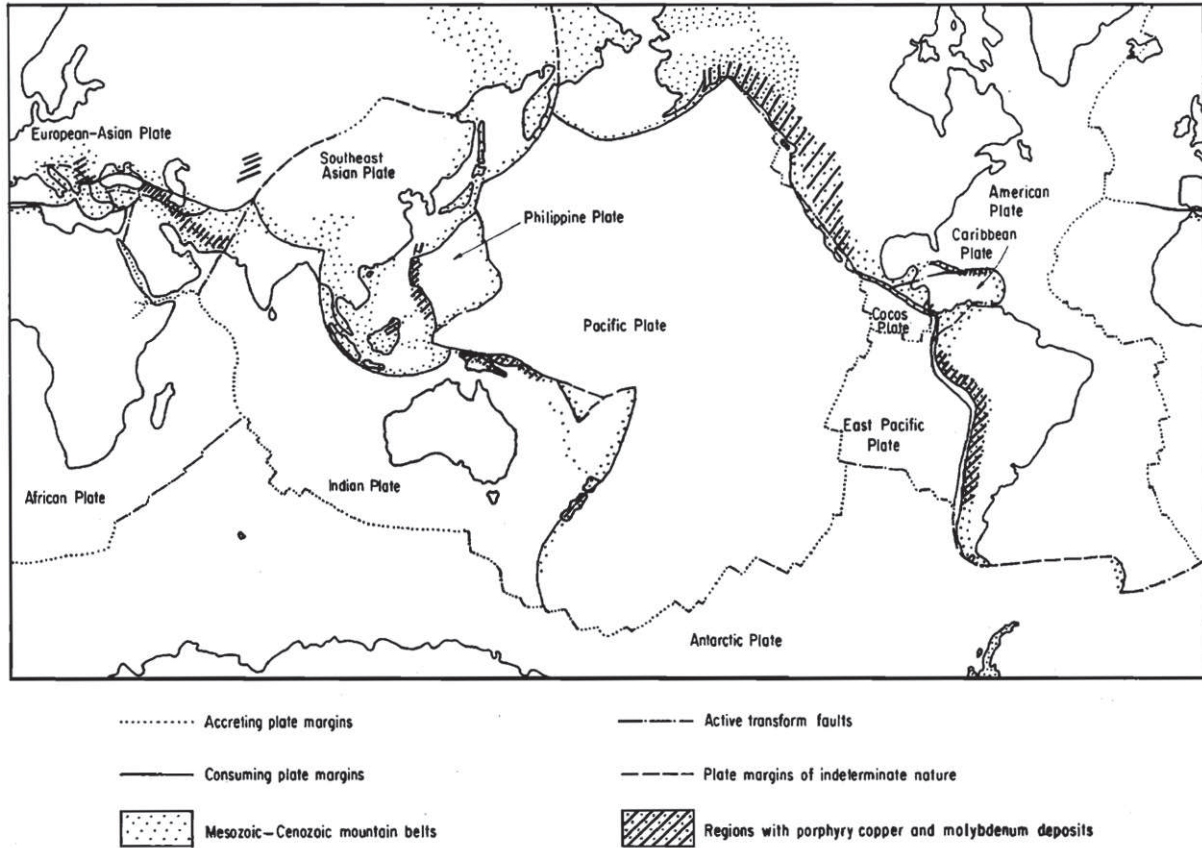 European-Asian Plate
Southeast
Asian Plate
Philippine Plate
American
Plate
Caribbean
Plate
Pacific Plate
Cocos
Plate
East Pacific
Plate
African Plate
Indian Plate
Antarctic Plate
Accreting plate margins
Active transform faults
Consuming plate margins
Plate margins of indeterminate nature
Mesozoic-Cenozoic mountain belts
Regions with porphyry copper and molybdenum deposits